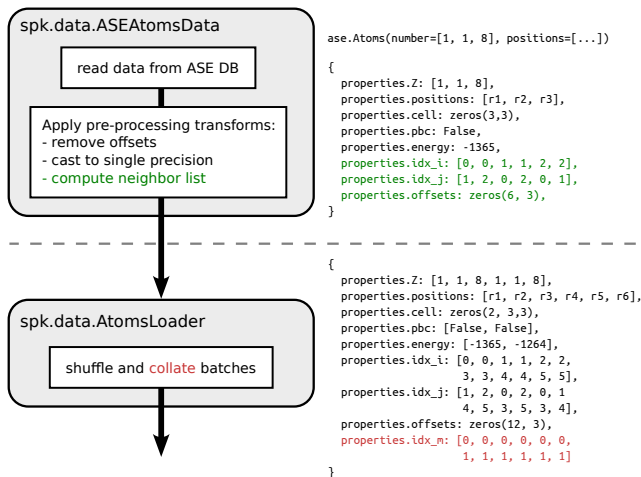 spk.data.ASEAtomsData
read data from ASE DB
Apply pre-processing transforms:
- remove offsets
- cast to single precision
- compute neighbor list
ase.Atoms(number=[1, 1, 8], positions=[...])
{
properties.Z: [1, 1, 8],
properties.positions: [r1, r2, r3],
properties.cell: zeros(3,3),
properties.pbc: False,
properties.energy: -1365,
properties.idx_i: [0, 0, 1, 1, 2, 2],
properties.idx_j: [1, 2, 0, 2, 0, 1],
properties.offsets: zeros(6, 3),
}
spk.data.AtomsLoader
shuffle and collate batches
{
properties.Z: [1, 1, 8, 1, 1, 8],
properties.positions: [r1, r2, r3, r4, r5, r6],
properties.cell: zeros(2, 3,3),
properties.pbc: [False, False],
properties.energy: [-1365, -1264],
properties.idx_i: [0, 0, 1, 1, 2, 2,
3, 3, 4, 4, 5, 5],
properties.idx_j: [1, 2, 0, 2, 0, 1
4, 5, 3, 5, 3, 4],
properties.offsets: zeros(12, 3),
properties.idx_m: [0, 0, 0, 0, 0, 0,
1, 1, 1, 1, 1, 1]
}